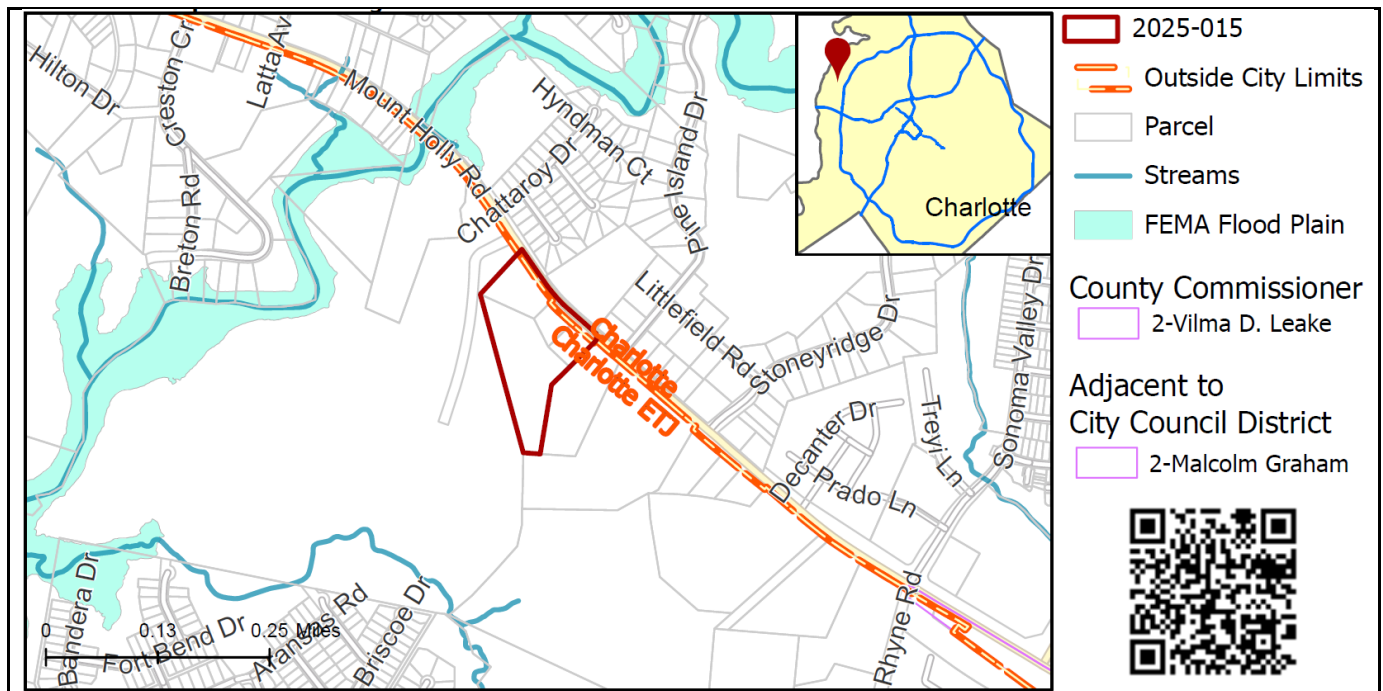 Hilton Dr
Creston Cr
Latta Av
Mount Holly Rd
Hyndman Ct
Pine Island Dr
Chattaroy Dr
Breton Rd
Littlefield Rd
Stoneyridge Dr
Charlotte
Charlotte ETJ
Decanter Dr
Treyi Ln
Prado Ln
Sonoma Valley Dr
Rhyne Rd
Bandera Dr
Fort Bend Dr
Aransas Rd
Briscoe Dr
0 0.13 0.25 Miles
Charlotte
2025-015
Outside City Limits
Parcel
Streams
FEMA Flood Plain
County Commissioner
2-Vilma D. Leake
Adjacent to
City Council District
2-Malcolm Graham